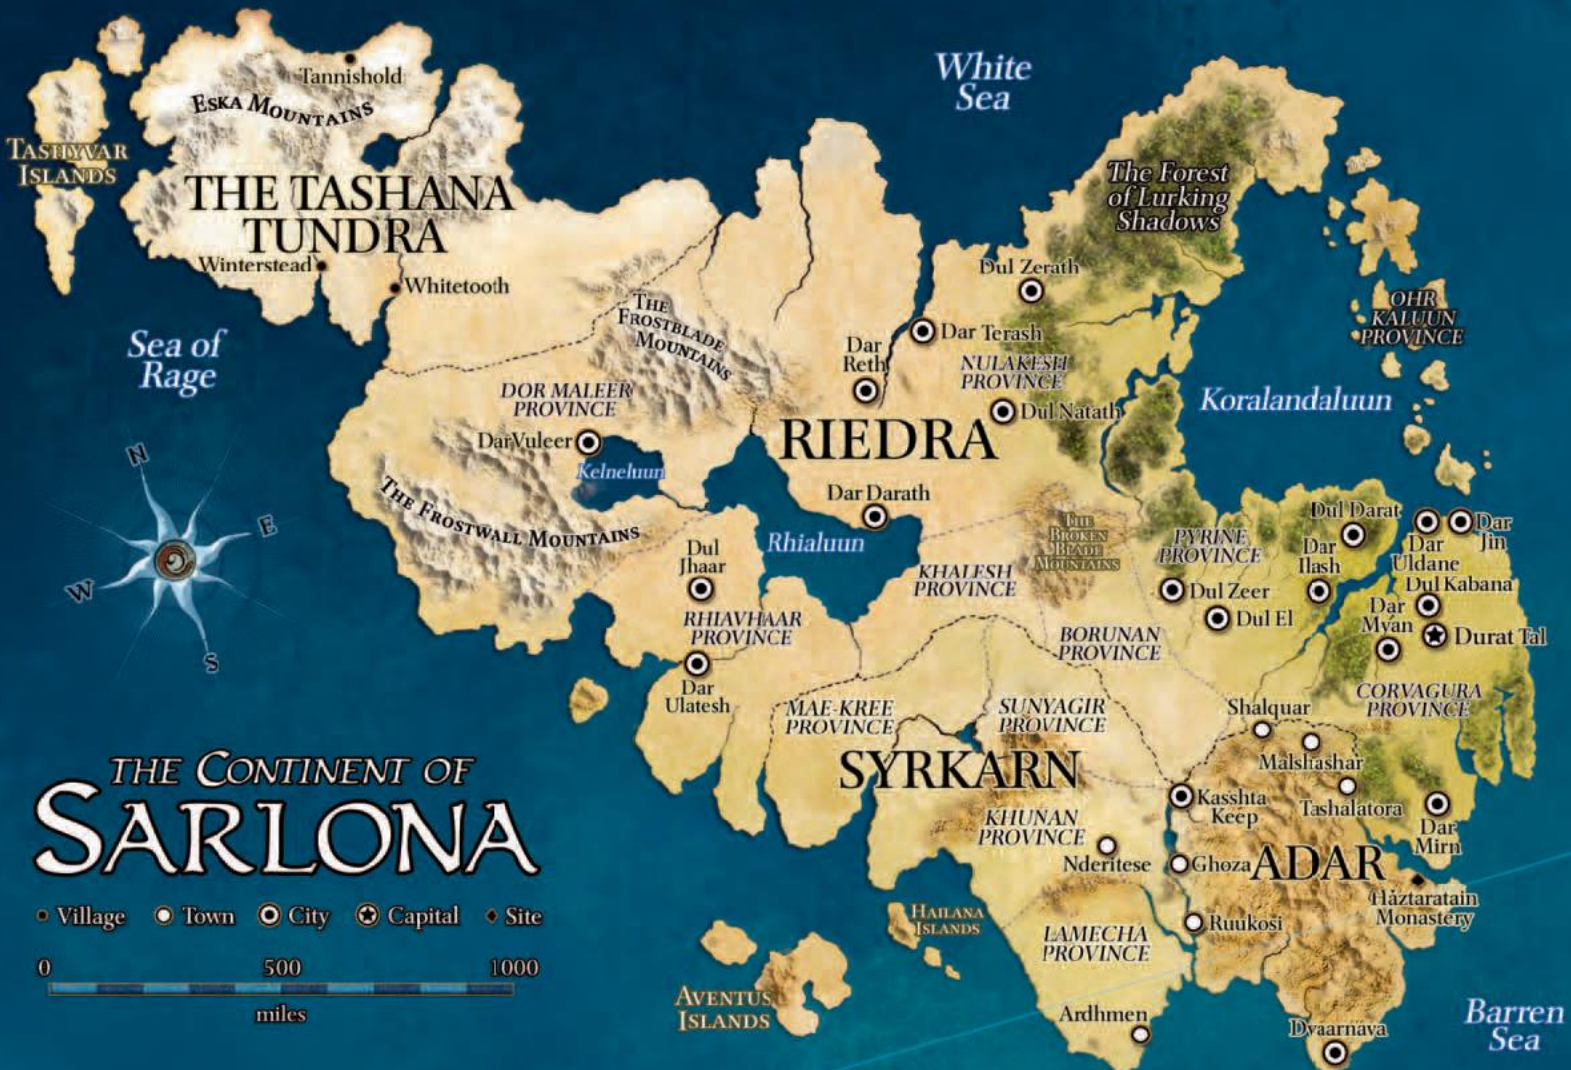 White
Sea
Tannishold
ESKA MOUNTAINS
TASHYVAR
ISLANDS
THE TASHANA
TUNDRA
Winterstead
Whitetooth
The Forest
of Lurking
Shadows
Dul Zerath
OHR
KALUUN
PROVINCE
THE
FROSTBLADE
MOUNTAINS
Dar Terash
Dar
Reth
NULAKESH
PROVINCE
Sea of
Rage
DOR MALEER
PROVINCE
Koralandaluun
Dul Natath
RIEDRA
Dar Vuleer
Kelneluun
N
E
W
S
THE FROSTWALL MOUNTAINS
Dar Darath
Rhialuun
THE
BROKEN
BLADE
MOUNTAINS
PYRINE
PROVINCE
Dul Darat
Dar
Jin
Dar
Uldane
Dar
Ilash
Dul
Jhaar
KHALESH
PROVINCE
Dul Zeer
Dul Kabana
Dul El
Dar
Myan
Durat Tal
RHIAVHAAR
PROVINCE
BORUNAN
PROVINCE
Dar
Ulatesh
MAE-KREE
PROVINCE
SUNYAGIR
PROVINCE
Shalquar
CORVAGURA
PROVINCE
SYRKARN
Malshashar
Kasshta
Keep
Tashalatora
Dar
Mirn
KHUNAN
PROVINCE
Nderitese
Ghoza
ADAR
Haztaratain
Monastery
HAILANA
ISLANDS
Ruukosi
LAMECHA
PROVINCE
AVENTUS
ISLANDS
Ardhmen
Dvaarnava
Barren
Sea
THE CONTINENT OF
SARLONA
Village Town City Capital Site
0 500 1000
miles